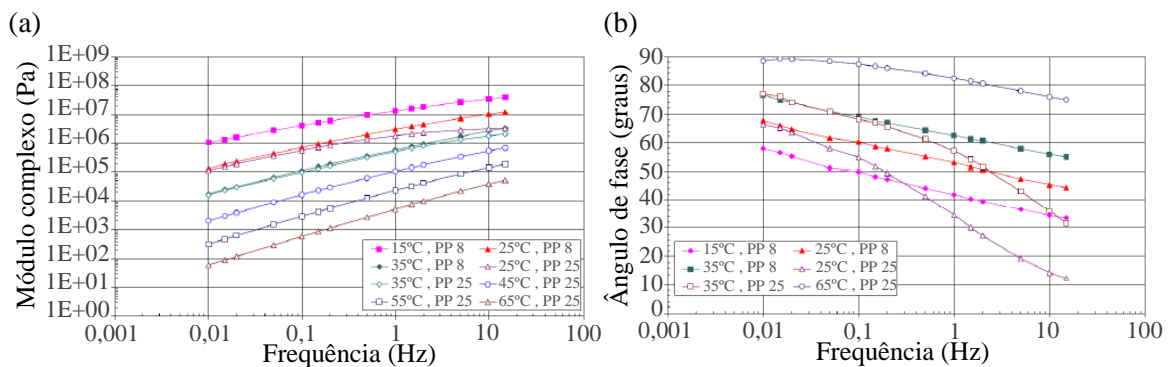 (a)
Módulo complexo (Pa)
1E+09
1E+08
1E+07
1E+06
1E+05
1E+04
1E+03
1E+02
1E+01
1E+00
15ºC , PP 8
25ºC , PP 8
35ºC , PP 8
25ºC , PP 25
35ºC , PP 25
45ºC , PP 25
55ºC , PP 25
65ºC , PP 25
0,001
0,01
0,1
1
10
100
Frequência (Hz)
(b)
Ângulo de fase (graus)
90
80
70
60
50
40
30
20
10
0
15ºC , PP 8
25ºC , PP 8
35ºC , PP 8
25ºC , PP 25
35ºC , PP 25
65ºC , PP 25
0,001
0,01
0,1
1
10
100
Frequência (Hz)